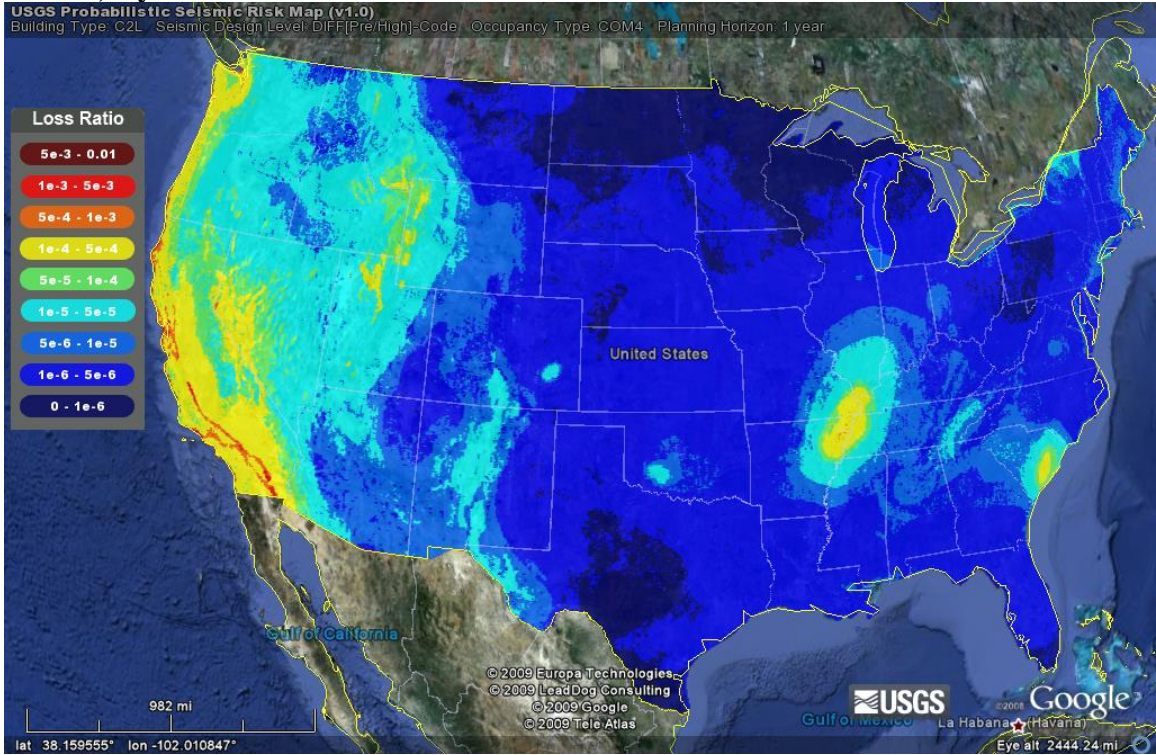 USGS Probabilistic Seismic Risk Map (v1.0)
Building Type: C2L Seismic Design Level: DIFF[Pre/High]-Code Occupancy Type: COM4 Planning Horizon: 1 year
Loss Ratio
5e-3 - 0.01
1e-3 - 5e-3
5e-4 - 1e-3
1e-4 - 5e-4
5e-5 - 1e-4
1e-5 - 5e-5
5e-6 - 1e-5
1e-6 - 5e-6
0 - 1e-6
United States
Gulf of California
© 2009 Europa Technologies
© 2009 LeadDog Consulting
© 2009 Google
© 2009 Tele Atlas
USGS
©2008 Google
982 mi
Gulf of Mexico
La Habana (Havana)
lat 38.159555° lon -102.010847°
Eye alt 2444.24 mi